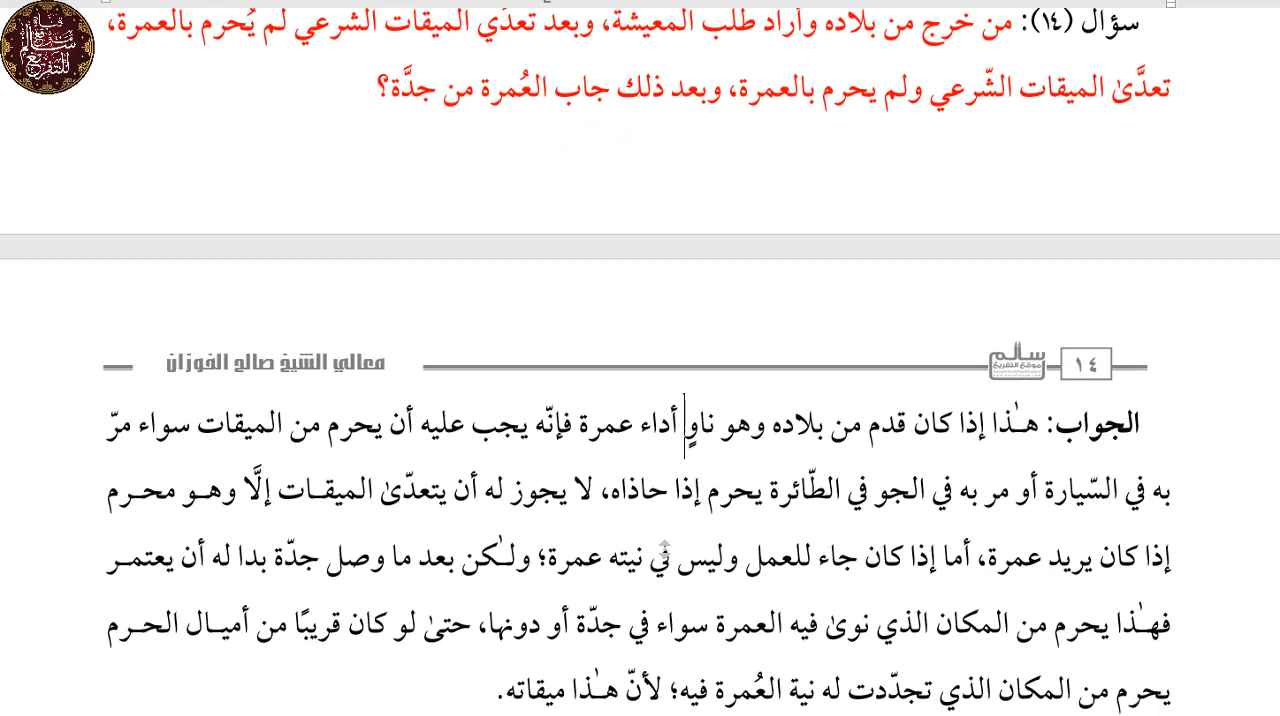 سؤال (١٤): من خرج من بلاده وأراد طلب المعيشة، وبعد تعدّي الميقات الشرعي لم يُحرم بالعمرة،
تعدَّىٰ الميقات الشّرعي ولم يحرم بالعمرة، وبعد ذلك جاب العُمرة من جدَّة؟
١٤
سالم
موقع التفريغ
معالي الشيخ صالح الفوزان
الجواب: هـٰذا إذا كان قدم من بلاده وهو ناوٍ أداء عمرة فإنّه يجب عليه أن يحرم من الميقات سواء مرّ
به في السّيارة أو مر به في الجو في الطّائرة يحرم إذا حاذاه، لا يجوز له أن يتعدّىٰ الميقـات إلَّا وهـو محـرم
إذا كان يريد عمرة، أما إذا كان جاء للعمل وليس في نيته عمرة؛ ولـٰكن بعد ما وصل جدّة بدا له أن يعتمـر
فهـٰذا يحرم من المكان الذي نوىٰ فيه العمرة سواء في جدّة أو دونها، حتىٰ لو كان قريبًا من أميـال الحـرم
يحرم من المكان الذي تجدّدت له نية العُمرة فيه؛ لأنّ هـٰذا ميقاته.